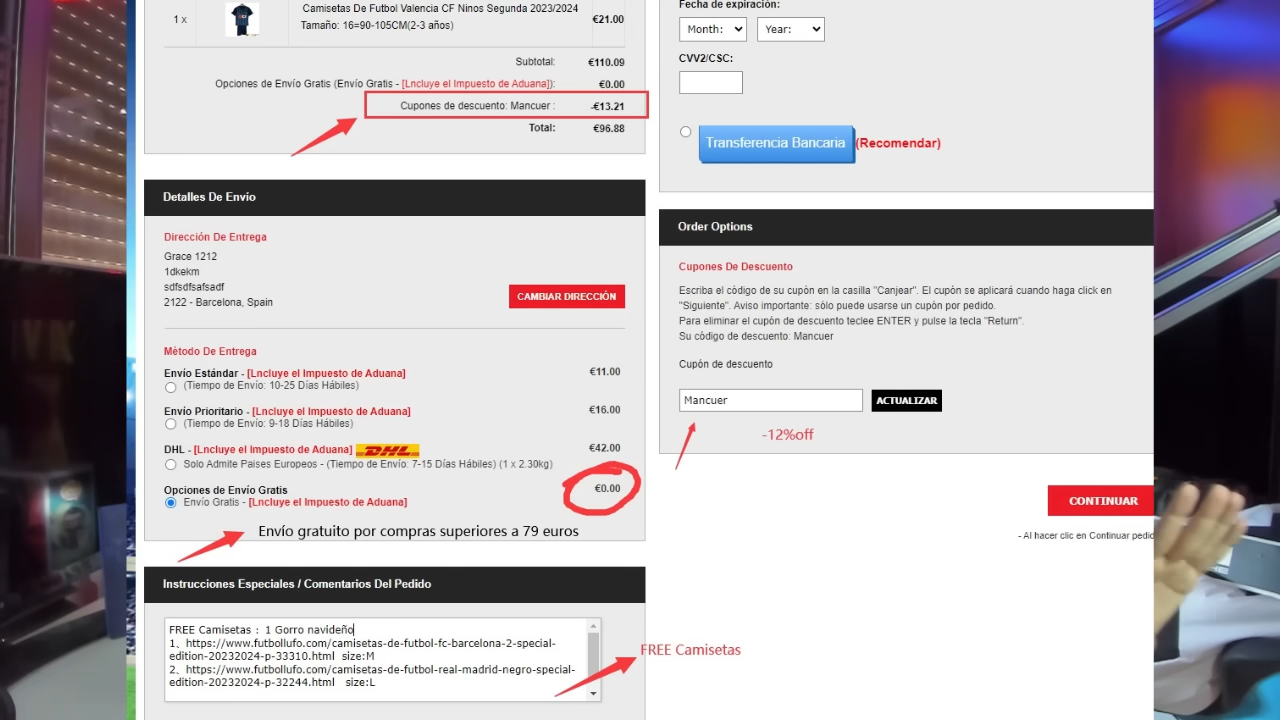 1 x
Camisetas De Futbol Valencia CF Ninos Segunda 2023/2024
Tamaño: 16=90-105CM(2-3 años)
€21.00
Subtotal: €110.09
Opciones de Envío Gratis (Envío Gratis - [Lncluye el Impuesto de Aduana]): €0.00
Cupones de descuento: Mancuer : -€13.21
Total: €96.88
Detalles De Envío
Dirección De Entrega
Grace 1212
1dkekm
sdfsdfsafsadf
2122 - Barcelona, Spain
CAMBIAR DIRECCIÓN
Mètodo De Entrega
Envío Estándar - [Lncluye el Impuesto de Aduana] €11.00
(Tiempo de Envío: 10-25 Días Hábiles)
Envío Prioritario - [Lncluye el Impuesto de Aduana] €16.00
(Tiempo de Envío: 9-18 Días Hábiles)
DHL - [Lncluye el Impuesto de Aduana] DHL €42.00
Solo Admite Paises Europeos - (Tiempo de Envío: 7-15 Días Hábiles) (1 x 2.30kg)
Opciones de Envío Gratis €0.00
Envío Gratis - [Lncluye el Impuesto de Aduana]
Envío gratuito por compras superiores a 79 euros
Instrucciones Especiales / Comentarios Del Pedido
FREE Camisetas : 1 Gorro navideño
1、https://www.futbollufo.com/camisetas-de-futbol-fc-barcelona-2-special-
edition-20232024-p-33310.html size:M
2、https://www.futbollufo.com/camisetas-de-futbol-real-madrid-negro-special-
edition-20232024-p-32244.html size:L
FREE Camisetas
Fecha de expiración:
Month: Year:
CVV2/CSC:
Transferencia Bancaria (Recomendar)
Order Options
Cupones De Descuento
Escriba el código de su cupòn en la casilla "Canjear". El cupón se aplicará cuando haga click en
"Siguiente". Aviso importante: sòlo puede usarse un cupón por pedido.
Para eliminar el cupón de descuento teclee ENTER y pulse la tecla "Return".
Su còdigo de descuento: Mancuer
Cupón de descuento
Mancuer
ACTUALIZAR
-12%off
CONTINUAR
- Al hacer clic en Continuar pedic